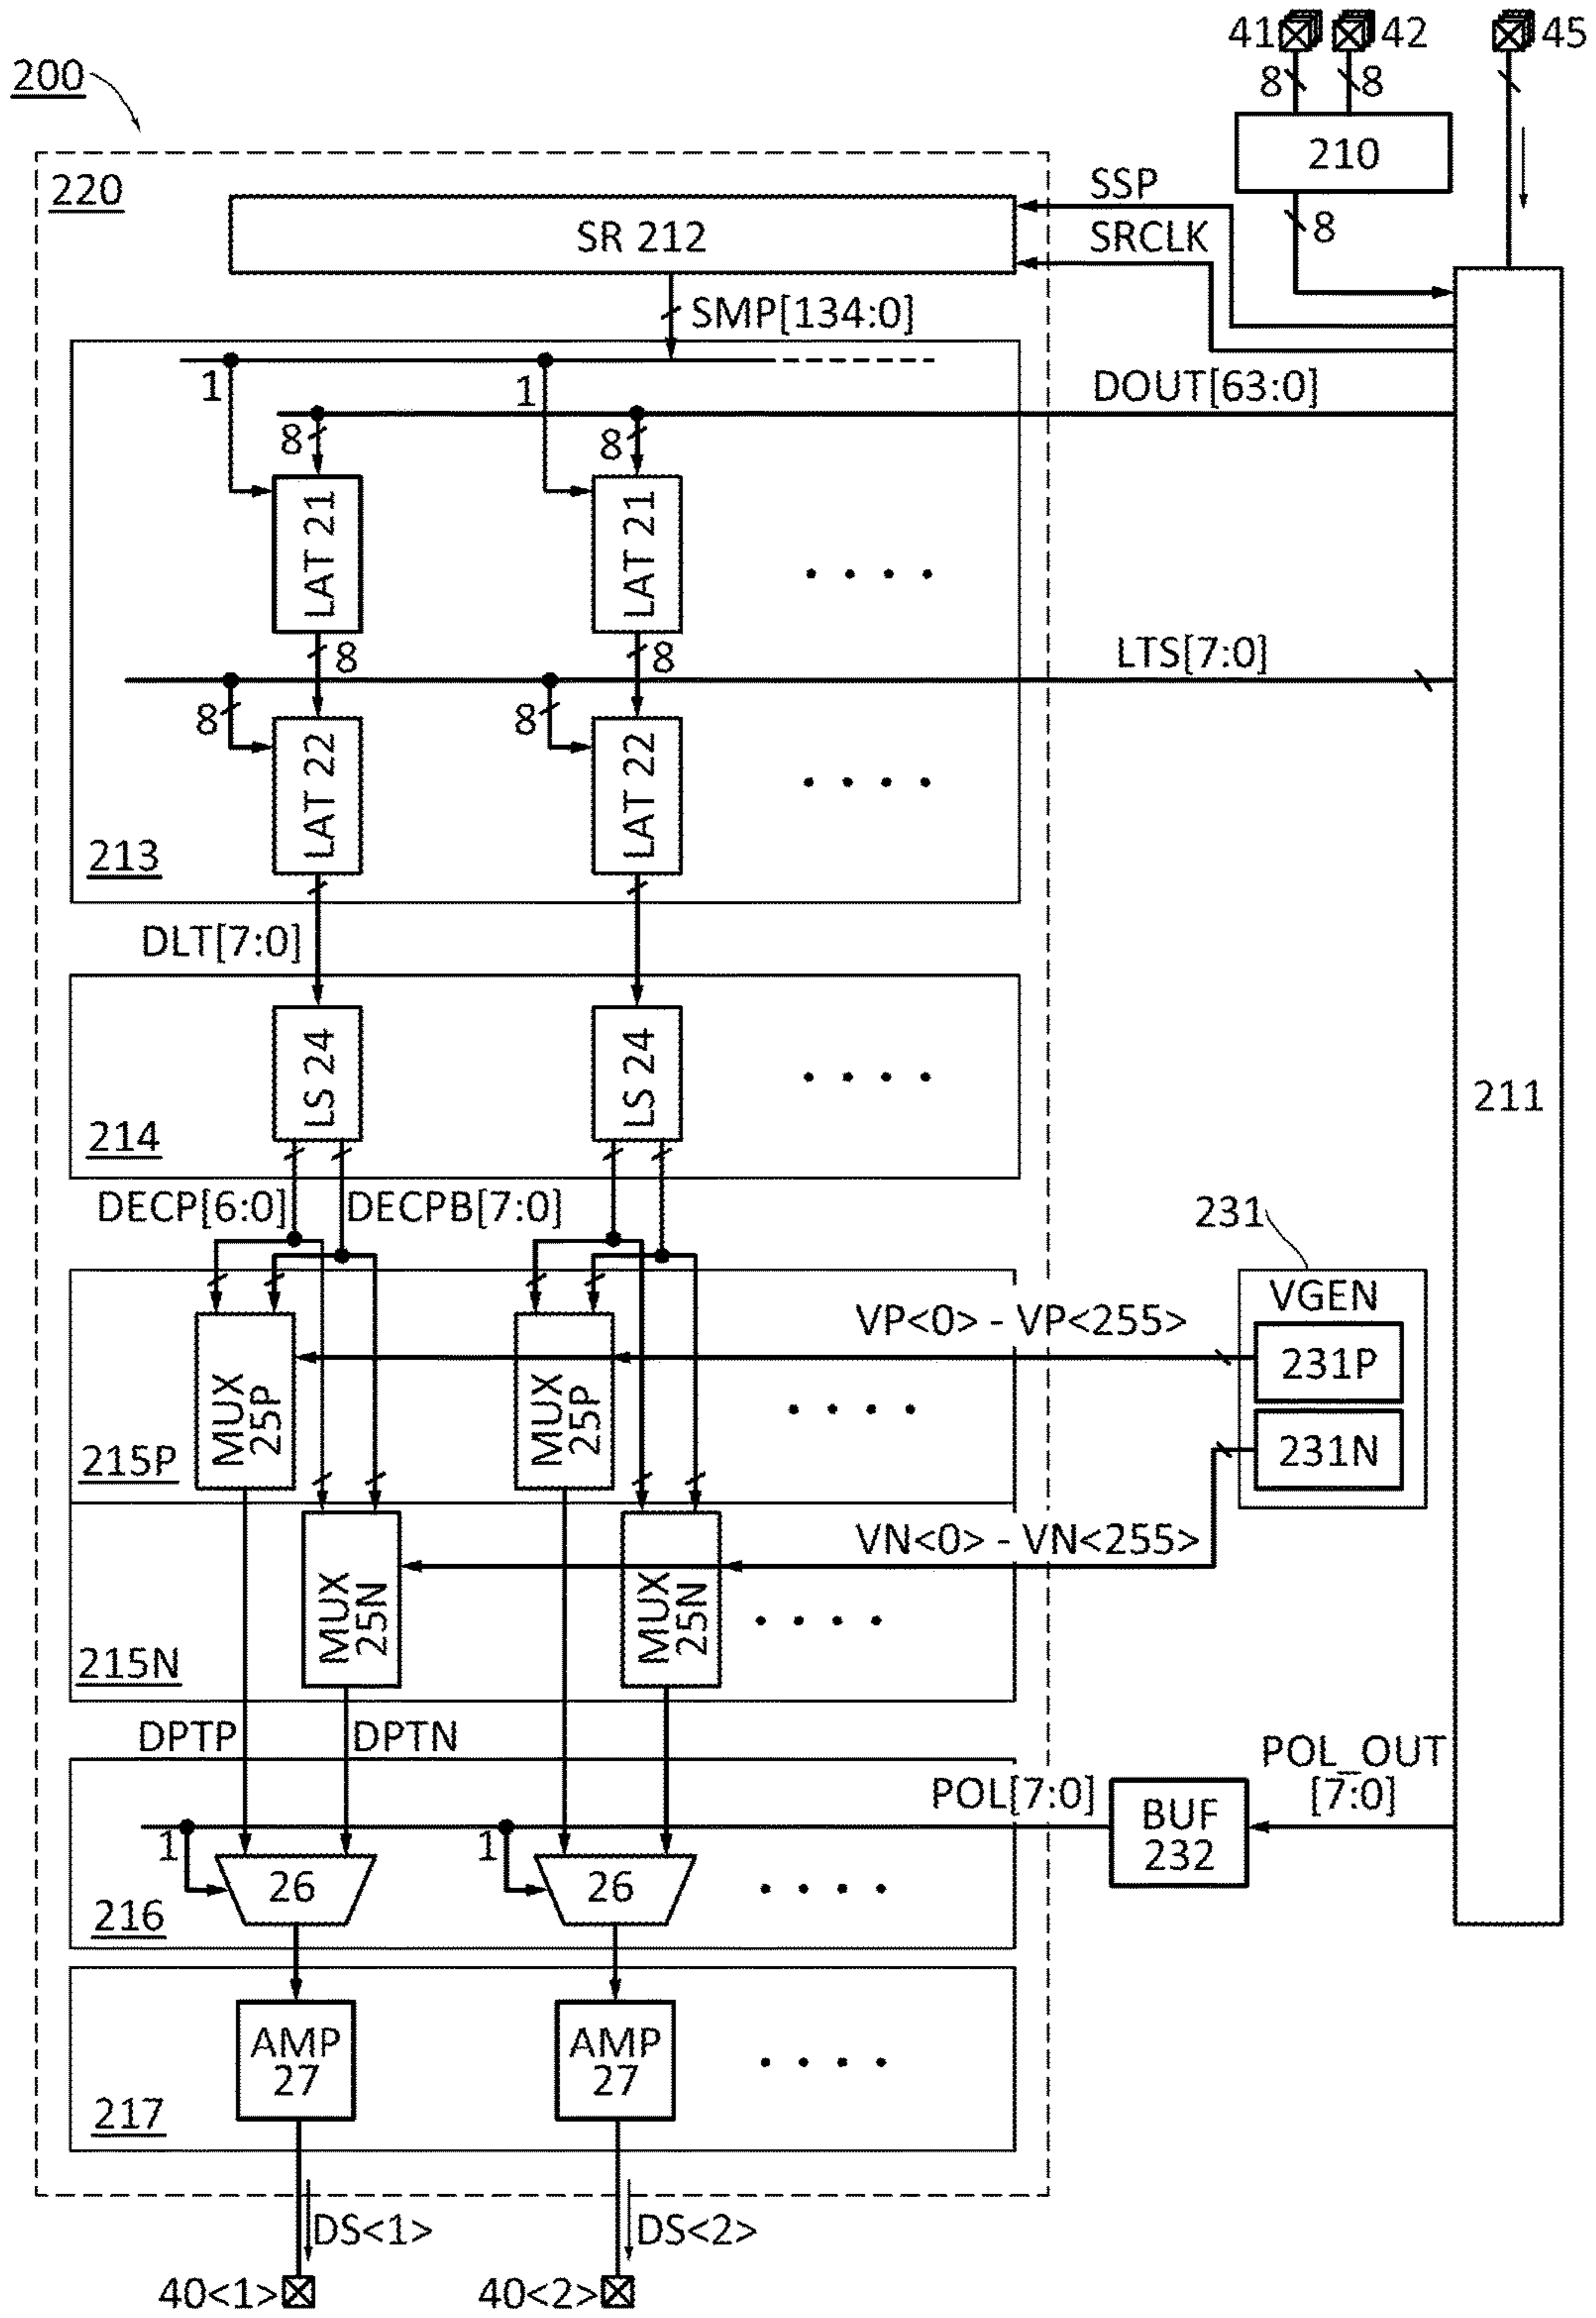 41 42 45
200
8 8
210
220
SSP
8
SR 212
SRCLK
SMP[134:0]
1 1
DOUT[63:0]
8 8
LAT 21 LAT 21
8 8
LTS[7:0]
8 8
LAT 22 LAT 22
213
DLT[7:0]
LS 24 LS 24
214
211
DECP[6:0] DECPB[7:0]
231
VGEN
VP<0> - VP<255>
231P
MUX 25P MUX 25P
215P
231N
VN<0> - VN<255>
MUX 25N MUX 25N
215N
DPTP DPTN
POL_OUT
[7:0]
POL[7:0]
BUF
232
1 1
26 26
216
AMP AMP
27 27
217
DS<1> DS<2>
40<1> 40<2>